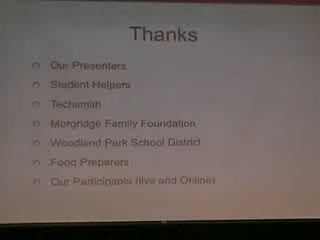 Thanks
Our Presenters
Student Helpers
Techsmith
Morgridge Family Foundation
Woodland Park School District
Food Preparers
Our Participants (live and Online)